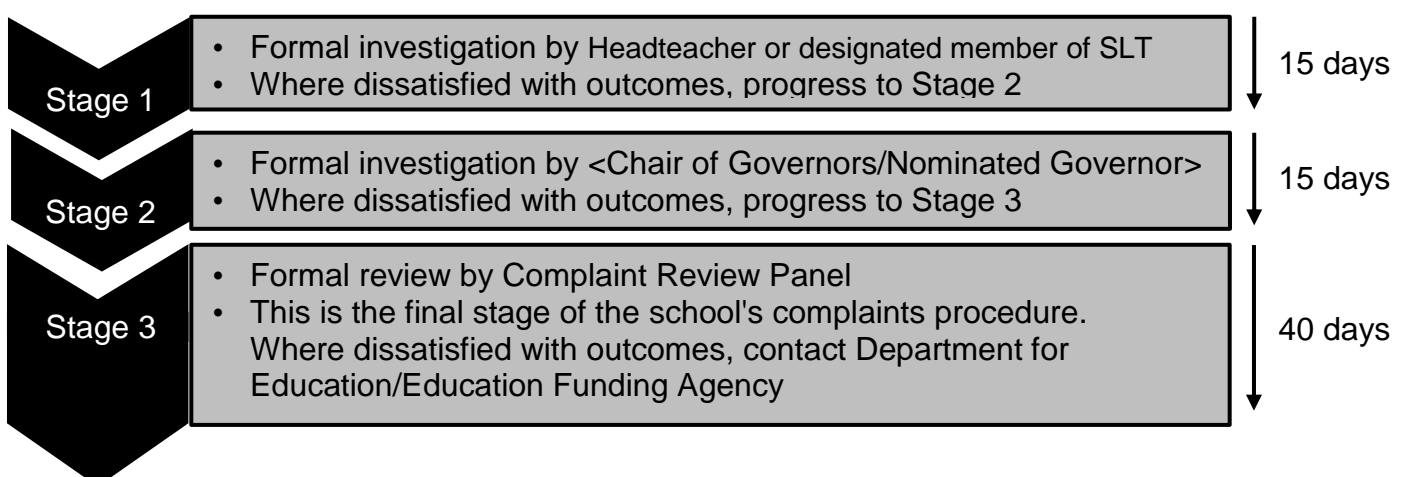 Stage 1
• Formal investigation by Headteacher or designated member of SLT
• Where dissatisfied with outcomes, progress to Stage 2
15 days
Stage 2
• Formal investigation by <Chair of Governors/Nominated Governor>
• Where dissatisfied with outcomes, progress to Stage 3
15 days
Stage 3
• Formal review by Complaint Review Panel
• This is the final stage of the school's complaints procedure.
Where dissatisfied with outcomes, contact Department for
Education/Education Funding Agency
40 days